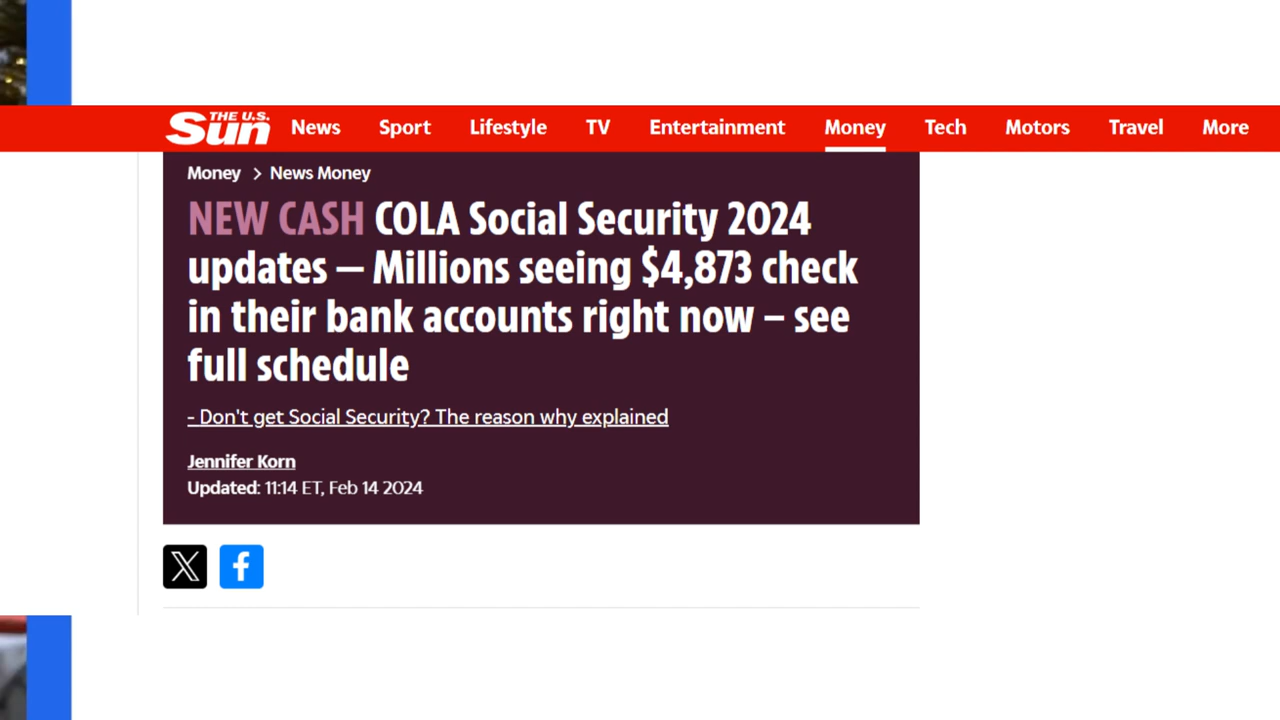 THE U.S.
Sun
News Sport Lifestyle TV Entertainment Money Tech Motors Travel More
Money > News Money
NEW CASH COLA Social Security 2024
updates – Millions seeing $4,873 check
in their bank accounts right now – see
full schedule
- Don't get Social Security? The reason why explained
Jennifer Korn
Updated: 11:14 ET, Feb 14 2024